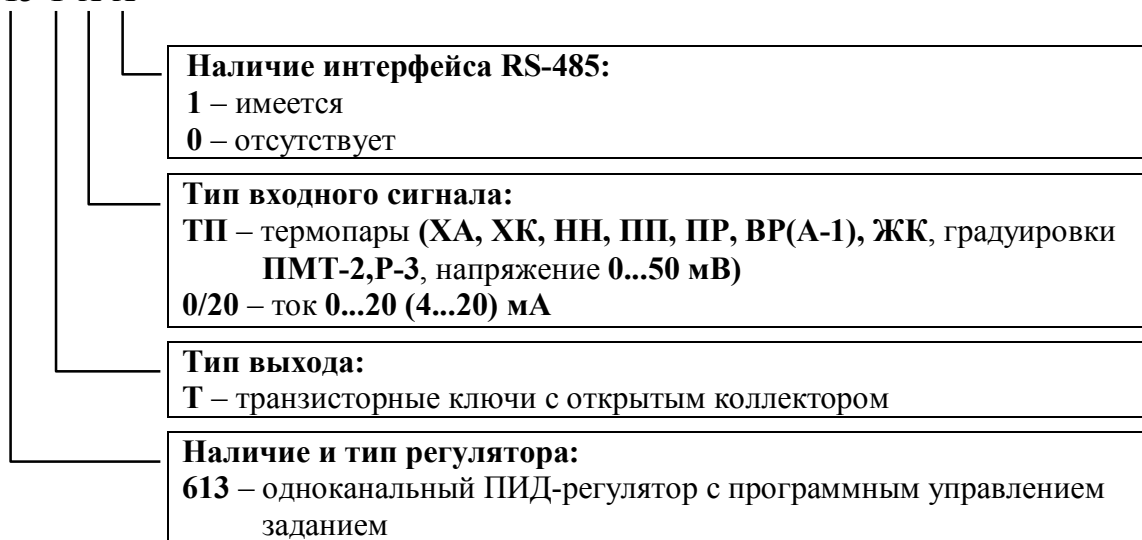 Наличие интерфейса RS-485:
1 – имеется
0 – отсутствует
Тип входного сигнала:
ТП – термопары (ХА, ХК, НН, ПП, ПР, ВР(А-1), ЖК, градуировки
ПМТ-2,Р-3, напряжение 0...50 мВ)
0/20 – ток 0...20 (4...20) мА
Тип выхода:
Т – транзисторные ключи с открытым коллектором
Наличие и тип регулятора:
613 – одноканальный ПИД-регулятор с программным управлением
заданием